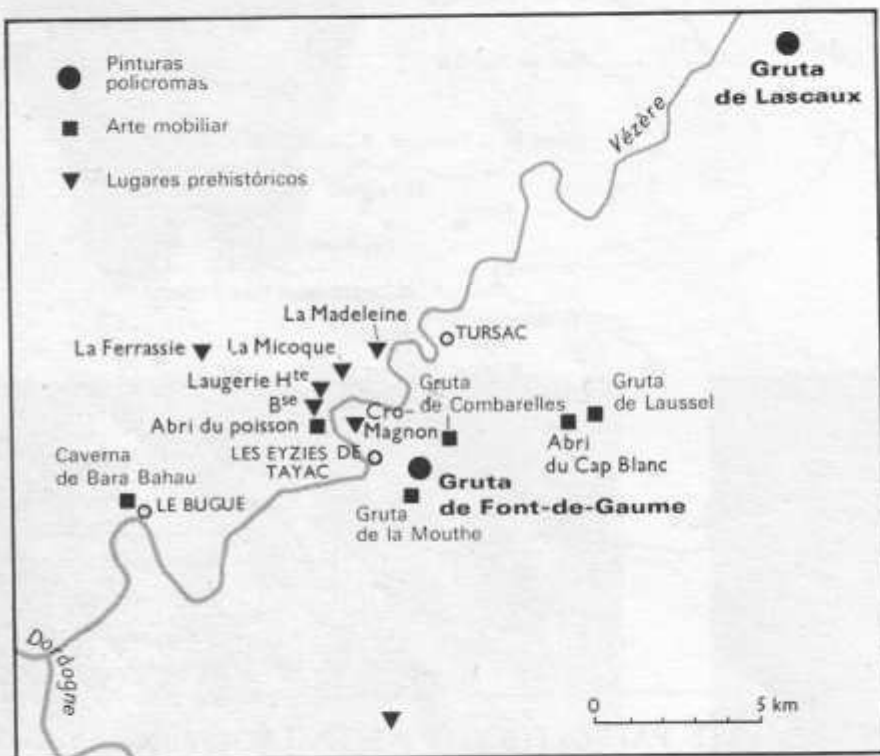 Pinturas
policromas
Arte mobiliar
Lugares prehistóricos
Gruta
de Lascaux
Vézère
La Madeleine
TURSAC
La Ferrassie
La Micoque
Laugerie Hte
Bse
Abri du poisson
Cro-
Magnon
Gruta
de Combarelles
Gruta
de Laussel
Abri
du Cap Blanc
LES EYZIES DE
TAYAC
Caverna
de Bara Bahau
LE BUGUE
Gruta
de Font-de-Gaume
Gruta
de la Mouthe
Dordogne
0 5 km